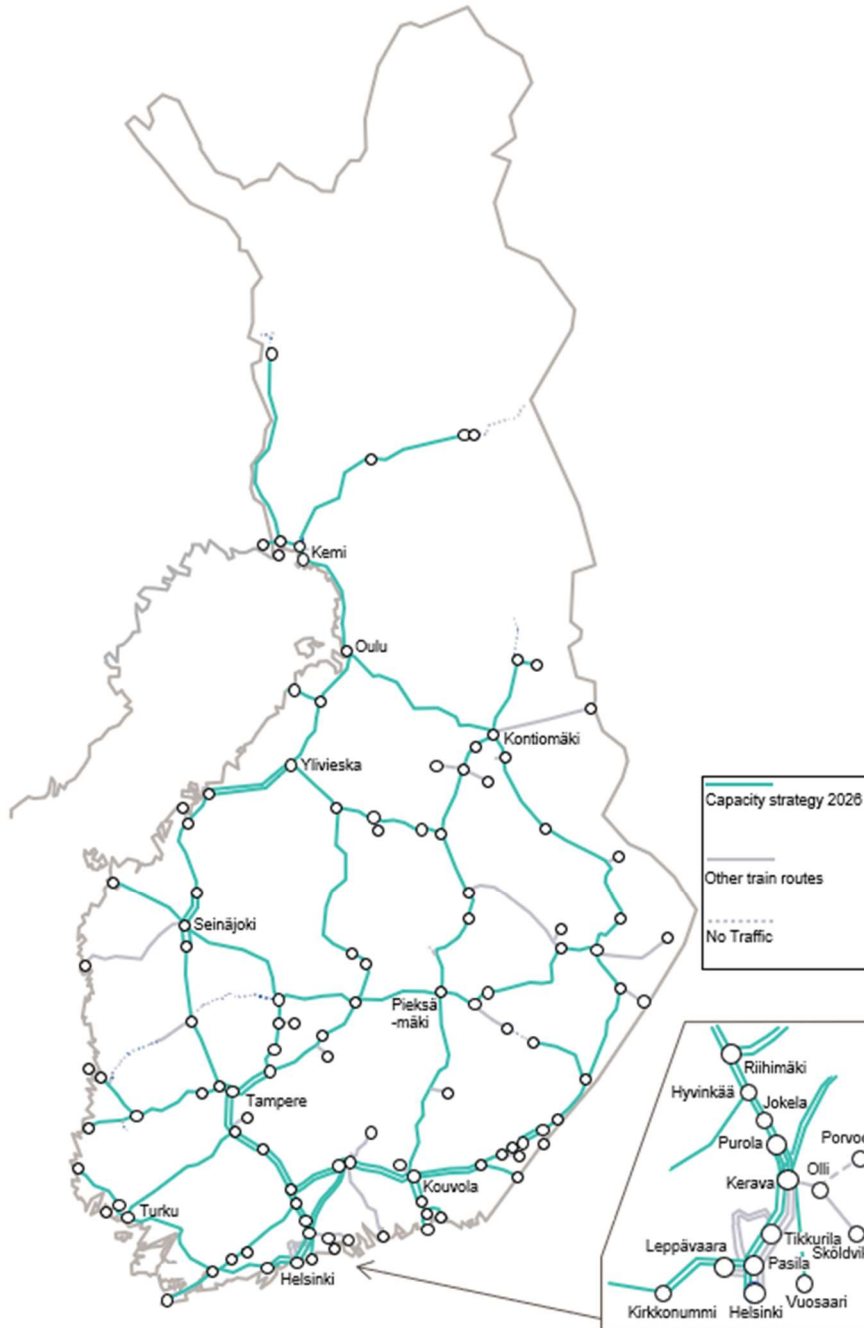 Kemi
Oulu
Kontiomäki
Ylivieska
Capacity strategy 2026
Other train routes
No Traffic
Seinäjoki
Pieksä
-mäki
Tampere
Kouvola
Turku
Helsinki
Riihimäki
Hyvinkää
Jokela
Purola
Porvoo
Kerava
Olli
Tikkurila
Leppävaara
Sköldvik
Pasila
Kirkkonummi
Helsinki
Vuosaari